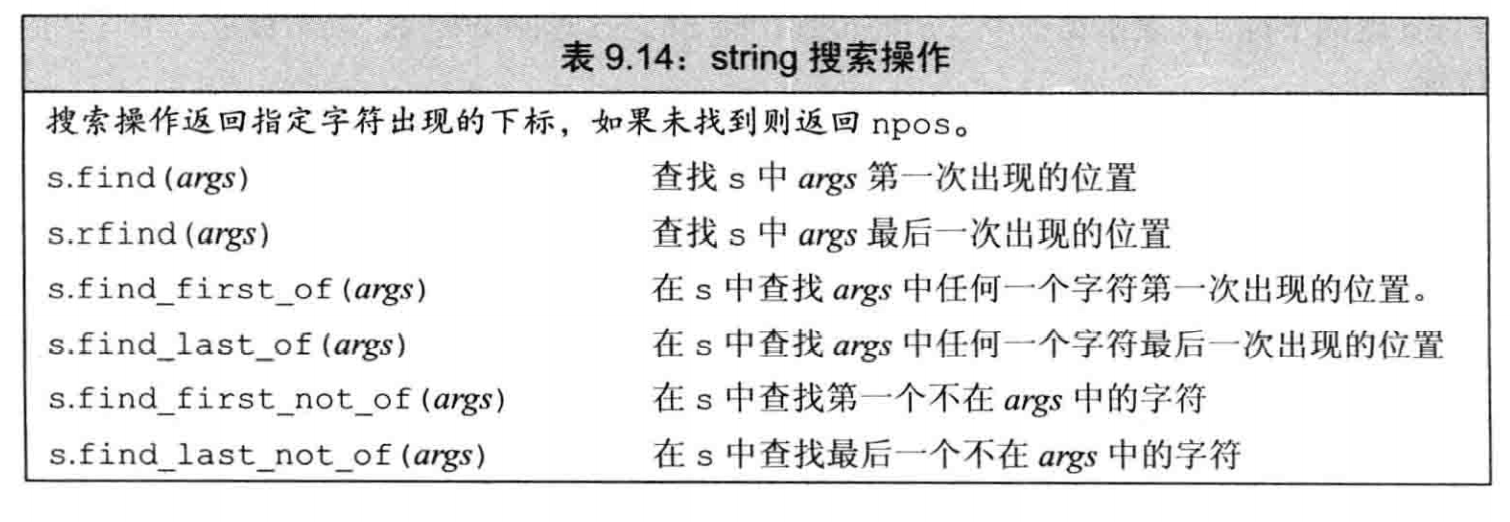 表 9.14：string 搜索操作
搜索操作返回指定字符出现的下标，如果未找到则返回 npos。
s.find(args) 查找 s 中 args 第一次出现的位置
s.rfind(args) 查找 s 中 args 最后一次出现的位置
s.find_first_of(args) 在 s 中查找 args 中任何一个字符第一次出现的位置。
s.find_last_of(args) 在 s 中查找 args 中任何一个字符最后一次出现的位置
s.find_first_not_of(args) 在 s 中查找第一个不在 args 中的字符
s.find_last_not_of(args) 在 s 中查找最后一个不在 args 中的字符